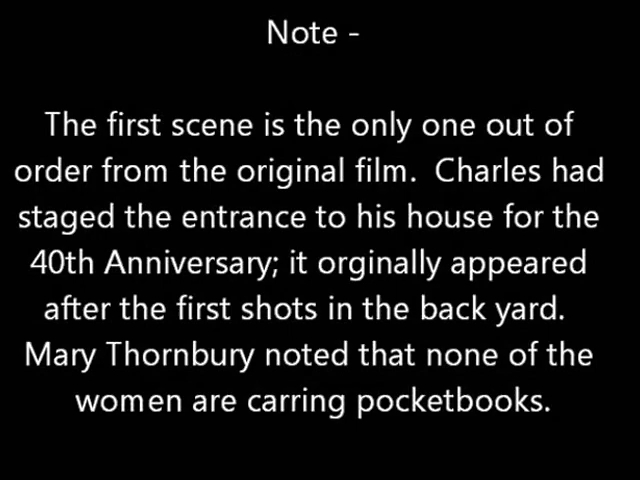 Note -
The first scene is the only one out of
order from the original film.  Charles had
staged the entrance to his house for the
40th Anniversary; it orginally appeared
after the first shots in the back yard.
Mary Thornbury noted that none of the
women are carring pocketbooks.